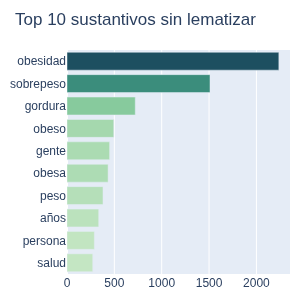 Top 10 sustantivos sin lematizar
obesidad
sobrepeso
gordura
obeso
gente
obesa
peso
años
persona
salud
0 500 1000 1500 2000